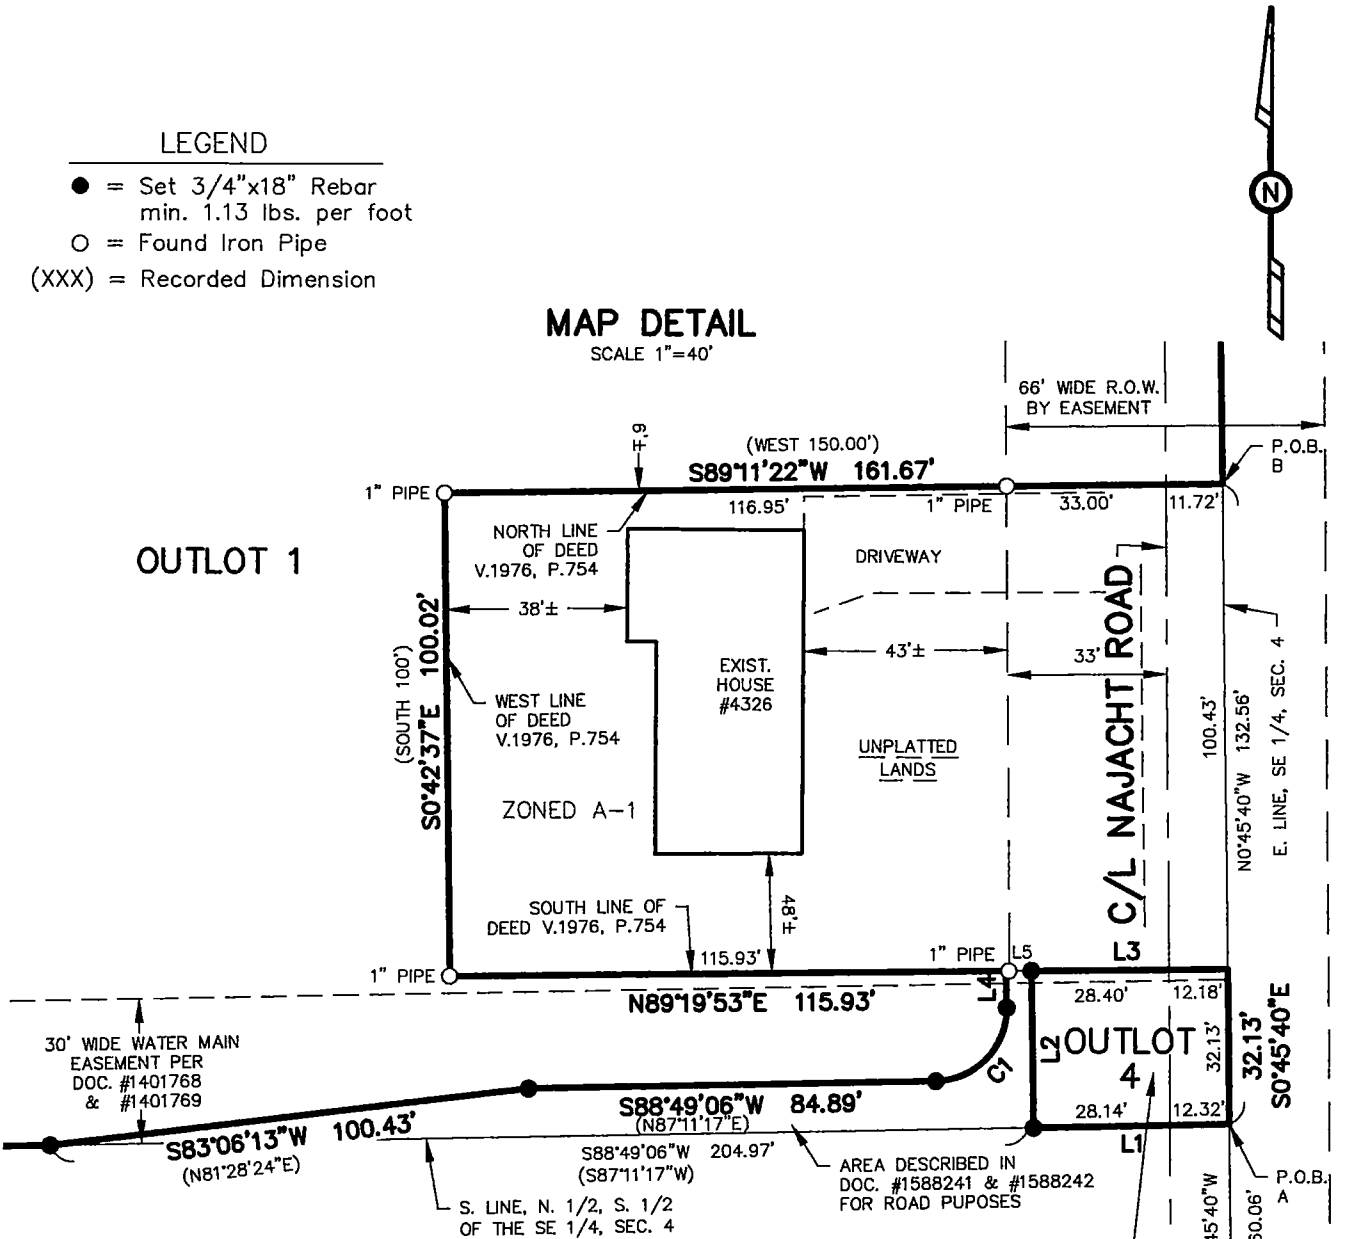 LEGEND
● = Set 3/4"x18" Rebar
min. 1.13 lbs. per foot
○ = Found Iron Pipe
(XXX) = Recorded Dimension
N
MAP DETAIL
SCALE 1"=40'
66' WIDE R.O.W.
BY EASEMENT
P.O.B.
B
6'±
(WEST 150.00')
S89°11'22"W 161.67'
1" PIPE
116.95'
1" PIPE
33.00'
11.72'
NORTH LINE
OF DEED
V.1976, P.754
OUTLOT 1
DRIVEWAY
38'±
43'±
33'
EXIST.
HOUSE
#4326
(SOUTH 100')
S0°42'37"E 100.02'
WEST LINE
OF DEED
V.1976, P.754
UNPLATTED
LANDS
C/L NAJACHT ROAD
100.43'
N0°45'40"W 132.56'
E. LINE, SE 1/4, SEC. 4
ZONED A-1
SOUTH LINE OF
DEED V.1976, P.754
48'±
115.93'
1" PIPE
L5
L3
1" PIPE
N89°19'53"E 115.93'
L4
28.40'
12.18'
30' WIDE WATER MAIN
EASEMENT PER
DOC. #1401768
& #1401769
C1
L2
OUTLOT
4
32.13'
32.13'
S0°45'40"E
S88°49'06"W 84.89'
(N87°11'17"E)
28.14'
12.32'
L1
S83°06'13"W 100.43'
(N81°28'24"E)
S88°49'06"W 204.97'
(S87°11'17"W)
AREA DESCRIBED IN
DOC. #1588241 & #1588242
FOR ROAD PUPOSES
P.O.B.
A
S. LINE, N. 1/2, S. 1/2
OF THE SE 1/4, SEC. 4
45'40"W
60.06'